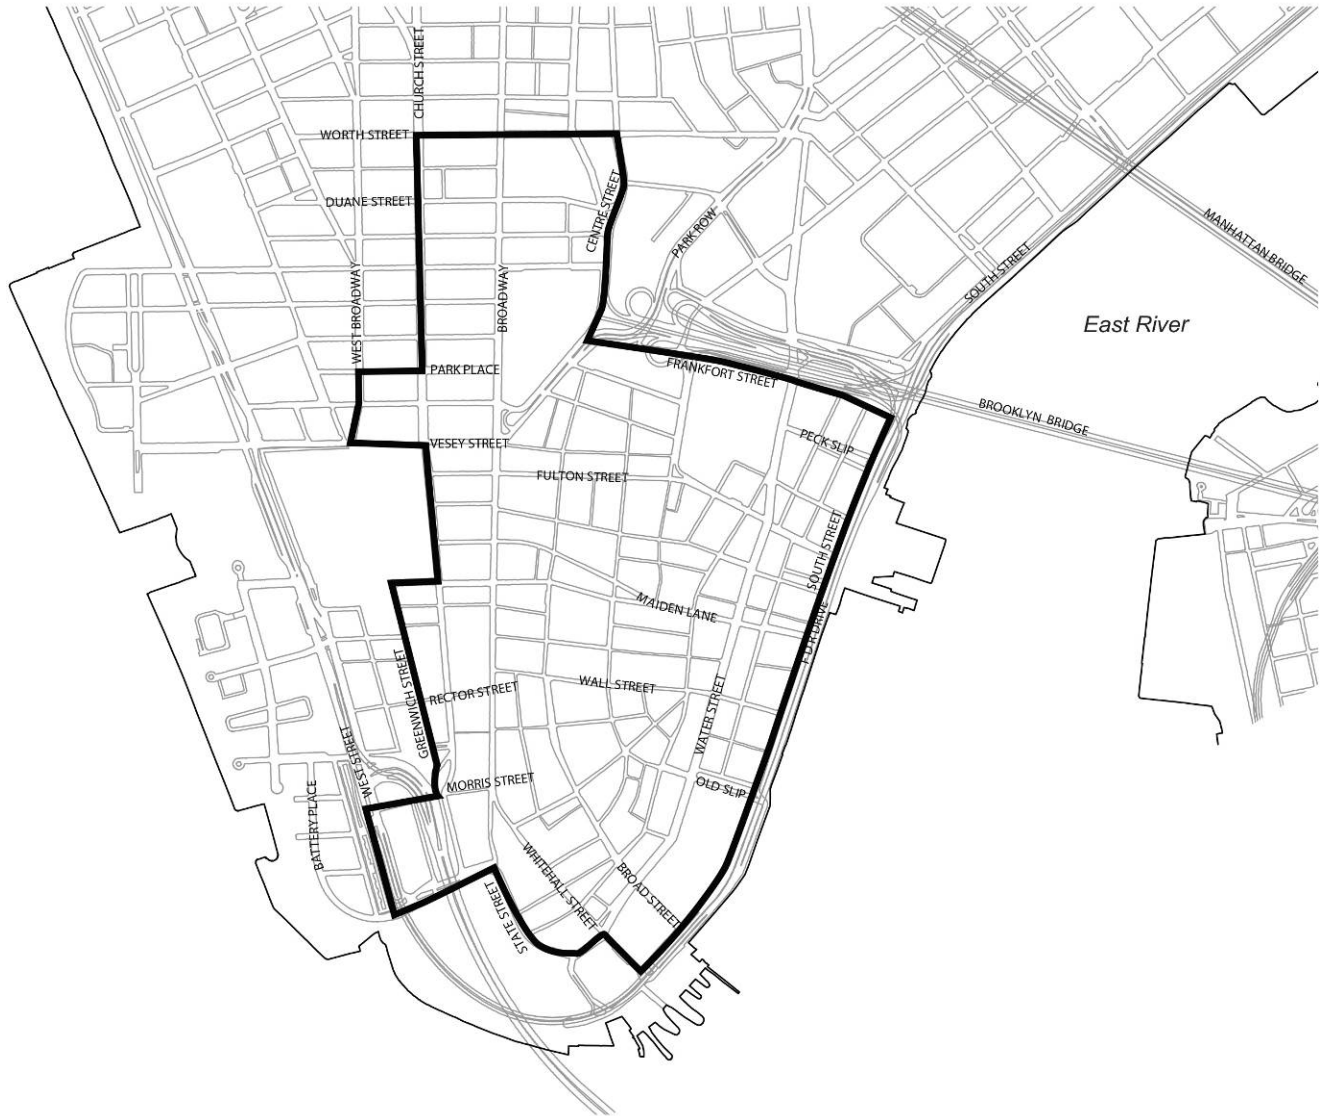 CHURCH STREET
WORTH STREET
DUANE STREET
CENTRE STREET
PARK ROW
MANHATTAN BRIDGE
SOUTH STREET
WEST BROADWAY
BROADWAY
East River
PARK PLACE
FRANKFORT STREET
BROOKLYN BRIDGE
VESEY STREET
PECK SLIP
FULTON STREET
SOUTH STREET
MAIDEN LANE
F D R DRIVE
GREENWICH STREET
RECTOR STREET
WALL STREET
WATER STREET
WEST STREET
MORRIS STREET
OLD SLIP
BATTERY PLACE
WHITEHALL STREET
BROAD STREET
STATE STREET